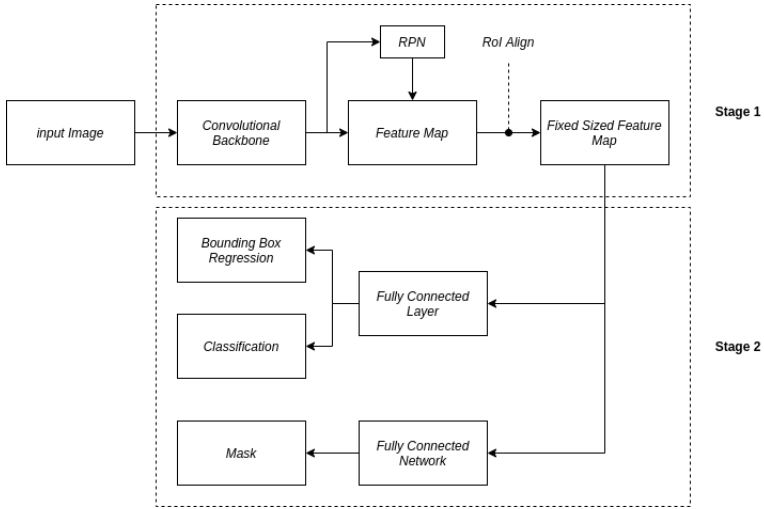 RPN
RoI Align
Stage 1
input Image
Convolutional
Backbone
Feature Map
Fixed Sized Feature
Map
Bounding Box
Regression
Fully Connected
Layer
Classification
Stage 2
Mask
Fully Connected
Network